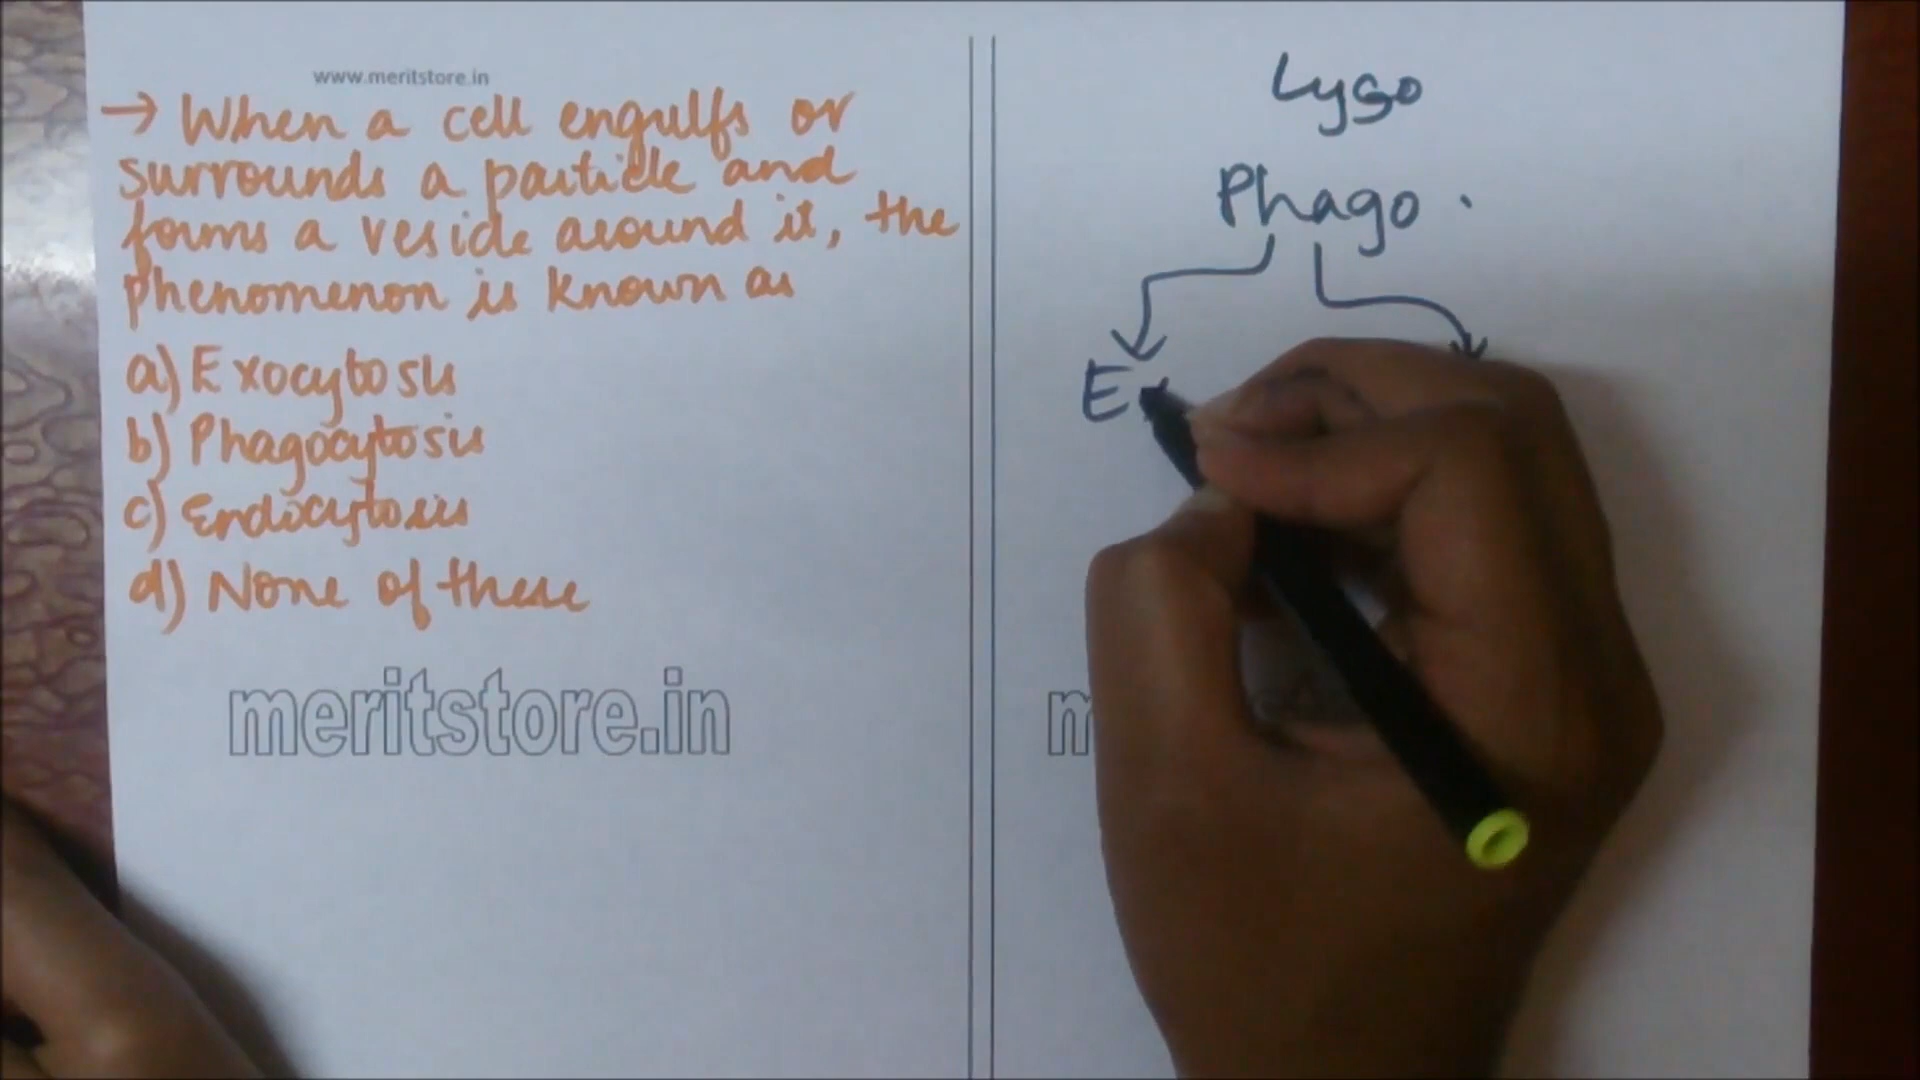 www.meritstore.in
→ When a cell engulfs or
surrounds a particle and
forms a vesicle around it, the
phenomenon is known as
a) Exocytosis
b) Phagocytosis
c) Endocytosis
d) None of these
meritstore.in
Lyso
Phago .
E
m